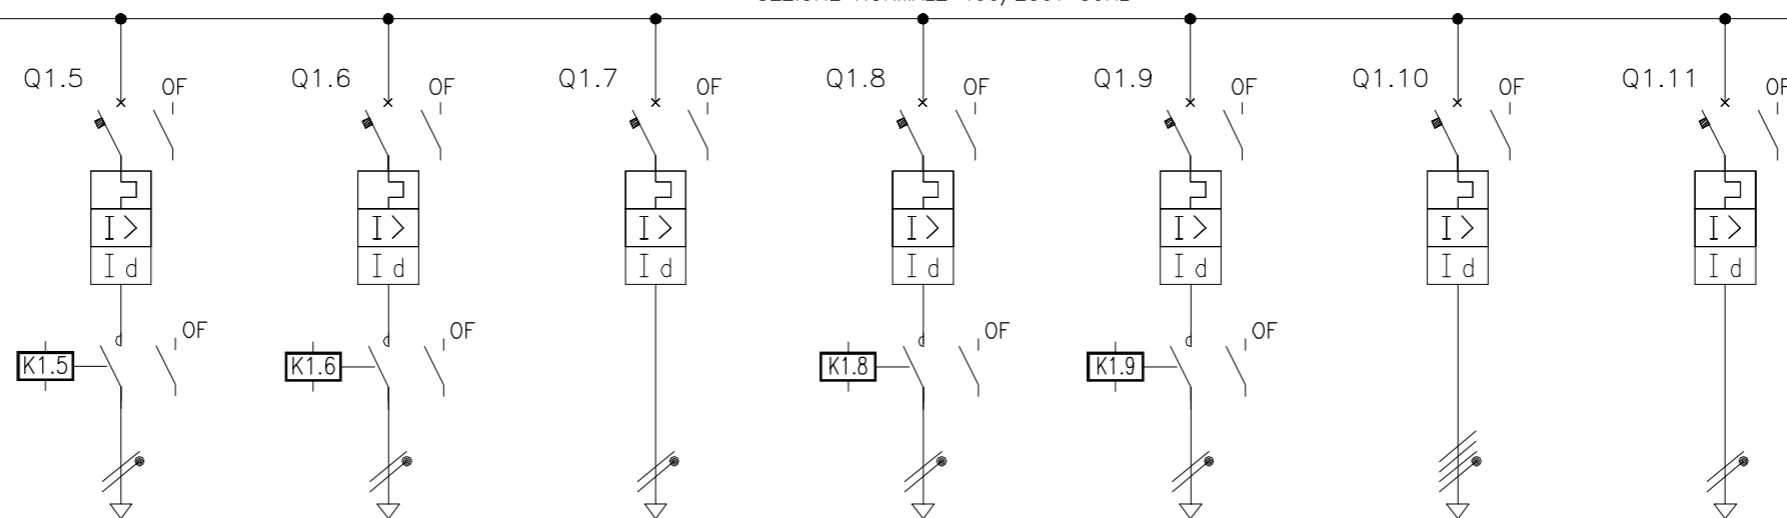 Q1.5 OF Q1.6 OF Q1.7 OF Q1.8 OF Q1.9 OF Q1.10 OF Q1.11 OF
I> I> I> I> I> I> I>
Id Id Id Id Id Id Id
K1.5 OF K1.6 OF K1.8 OF K1.9 OF